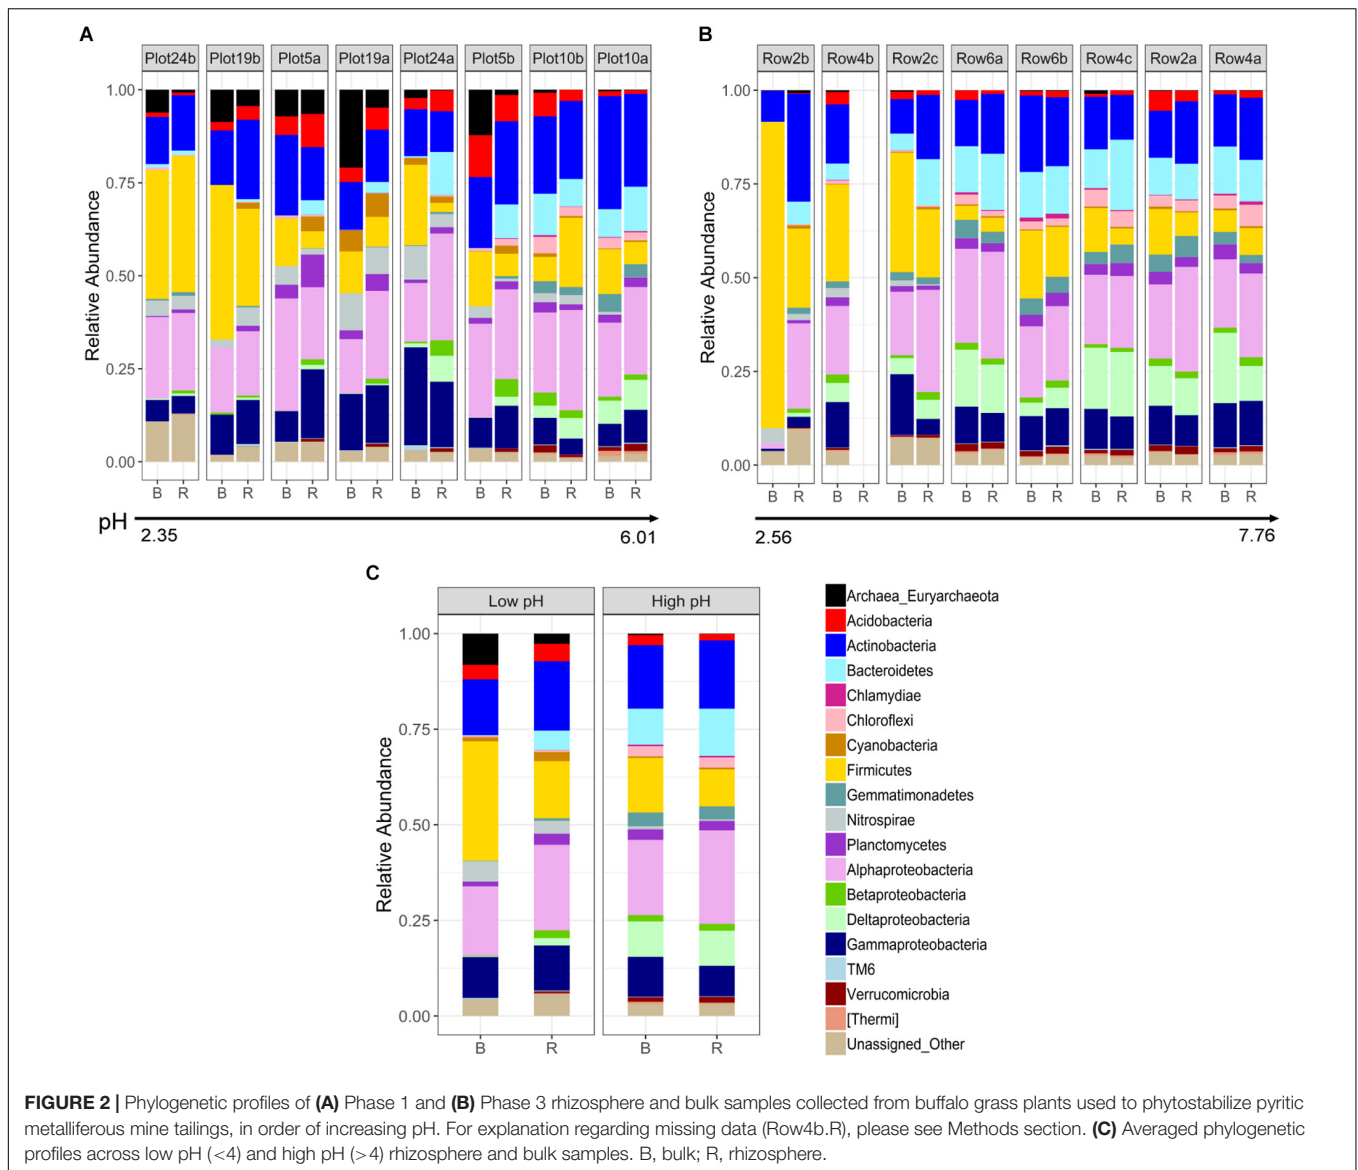 A
B
Plot24b Plot19b Plot5a Plot19a Plot24a Plot5b Plot10b Plot10a
Row2b Row4b Row2c Row6a Row6b Row4c Row2a Row4a
Relative Abundance
1.00
0.75
0.50
0.25
0.00
B R B R B R B R B R B R B R B R
pH
2.35
6.01
Relative Abundance
1.00
0.75
0.50
0.25
0.00
B R B R B R B R B R B R B R B R
2.56
7.76
C
Low pH
High pH
Relative Abundance
1.00
0.75
0.50
0.25
0.00
B R B R
Archaea_Euryarchaeota
Acidobacteria
Actinobacteria
Bacteroidetes
Chlamydiae
Chloroflexi
Cyanobacteria
Firmicutes
Gemmatimonadetes
Nitrospirae
Planctomycetes
Alphaproteobacteria
Betaproteobacteria
Deltaproteobacteria
Gammaproteobacteria
TM6
Verrucomicrobia
[Thermi]
Unassigned_Other
FIGURE 2 | Phylogenetic profiles of (A) Phase 1 and (B) Phase 3 rhizosphere and bulk samples collected from buffalo grass plants used to phytostabilize pyritic
metalliferous mine tailings, in order of increasing pH. For explanation regarding missing data (Row4b.R), please see Methods section. (C) Averaged phylogenetic
profiles across low pH (<4) and high pH (>4) rhizosphere and bulk samples. B, bulk; R, rhizosphere.